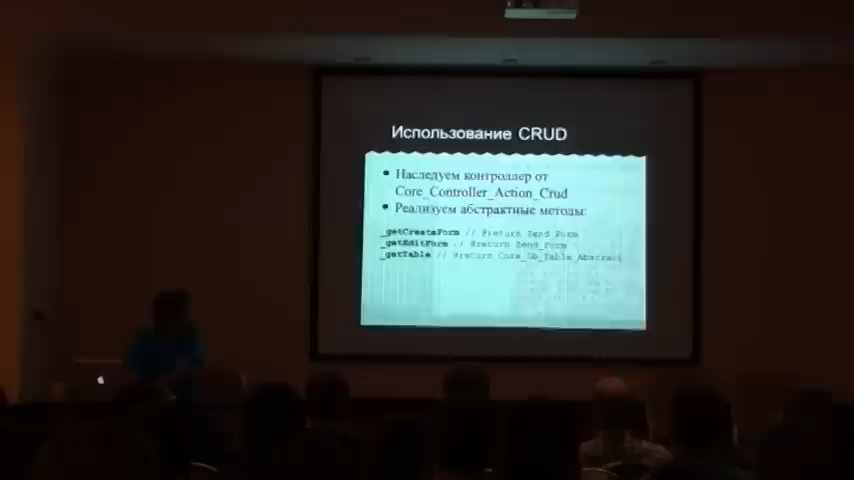 Использование CRUD
Наследуем контроллер от
Core_Controller_Action_Crud
Реализуем абстрактные методы:
_getCreateForm // @return Zend_Form
_getEditForm // @return Zend_Form
_getTable // @return Core_Db_Table_Abstract